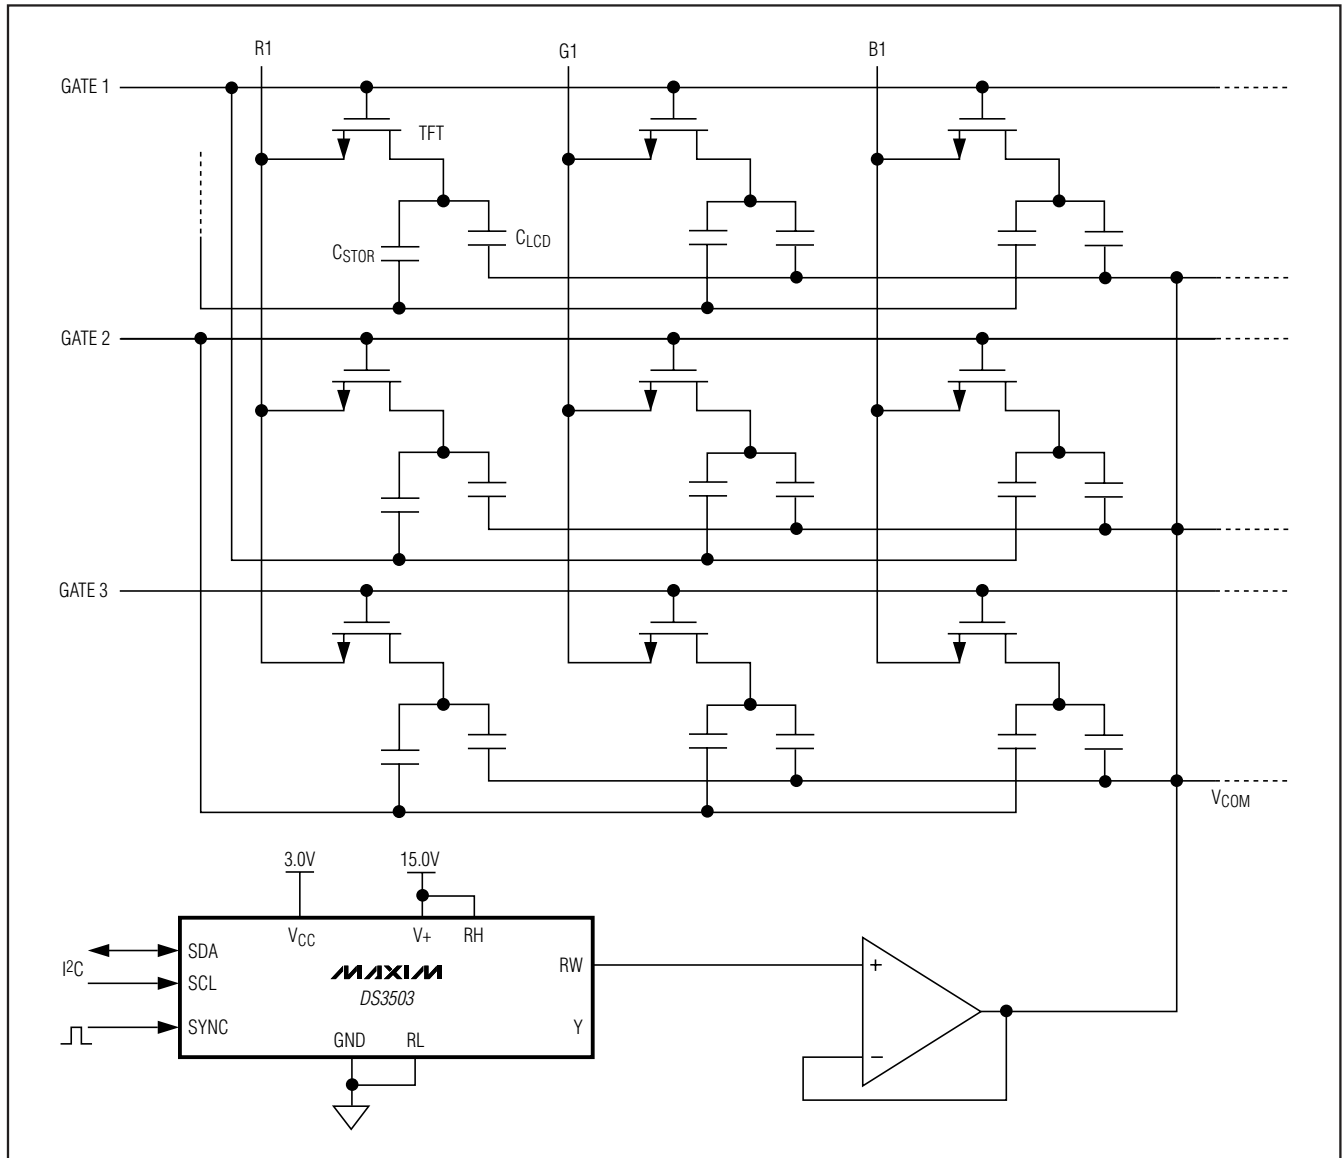 R1 G1 B1
GATE 1
TFT
CSTOR CLCD
GATE 2
GATE 3
VCOM
3.0V 15.0V
VCC V+ RH
I2C SDA RW +
MAXIM
SCL
DS3503
SYNC Y
GND RL −